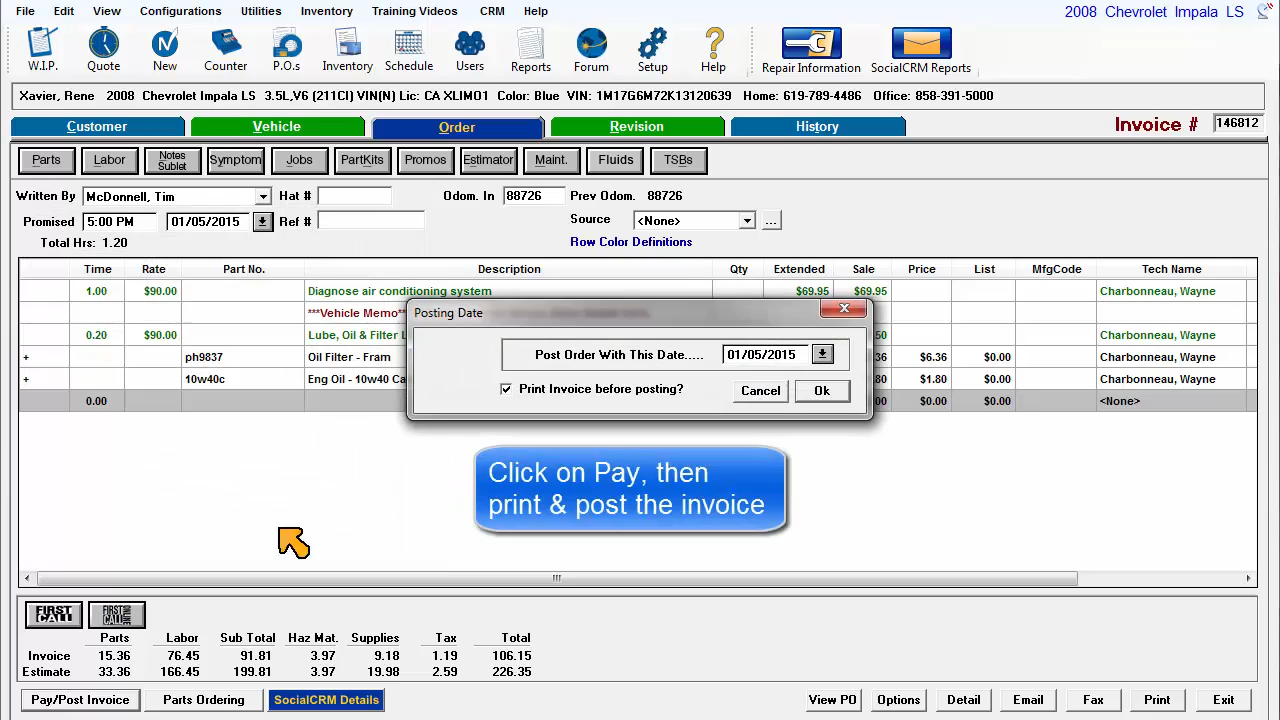 File Edit View Configurations Utilities Inventory Training Videos CRM Help 2008 Chevrolet Impala LS
W.I.P. Quote New Counter P.O.s Inventory Schedule Users Reports Forum Setup Help Repair Information SocialCRM Reports
Xavier, Rene 2008 Chevrolet Impala LS 3.5L,V6 (211CI) VIN(N) Lic: CA XLIMO1 Color: Blue VIN: 1M17G6M72K13120639 Home: 619-789-4486 Office: 858-391-5000
Customer Vehicle Order Revision History Invoice # 146812
Parts Labor Notes Sublet Symptom Jobs PartKits Promos Estimator Maint. Fluids TSBs
Written By McDonnell, Tim Hat # Odom. In 88726 Prev Odom. 88726
Promised 5:00 PM 01/05/2015 Ref # Source <None> ...
Total Hrs: 1.20 Row Color Definitions
Time Rate Part No. Description Qty Extended Sale Price List MfgCode Tech Name
1.00 $90.00 Diagnose air conditioning system $69.95 $69.95 Charbonneau, Wayne
***Vehicle Memo**
Posting Date
0.20 $90.00 Lube, Oil & Filter 50 Charbonneau, Wayne
+ ph9837 Oil Filter - Fram 36 $6.36 $0.00 Charbonneau, Wayne
Post Order With This Date..... 01/05/2015
+ 10w40c Eng Oil - 10w40 Ca 80 $1.80 $0.00 Charbonneau, Wayne
Print Invoice before posting? Cancel Ok
0.00 $0.00 $0.00 <None>
Click on Pay, then
print & post the invoice
FIRST CALL FIRST CALL
Parts Labor Sub Total Haz Mat. Supplies Tax Total
Invoice 15.36 76.45 91.81 3.97 9.18 1.19 106.15
Estimate 33.36 166.45 199.81 3.97 19.98 2.59 226.35
Pay/Post Invoice Parts Ordering SocialCRM Details View PO Options Detail Email Fax Print Exit